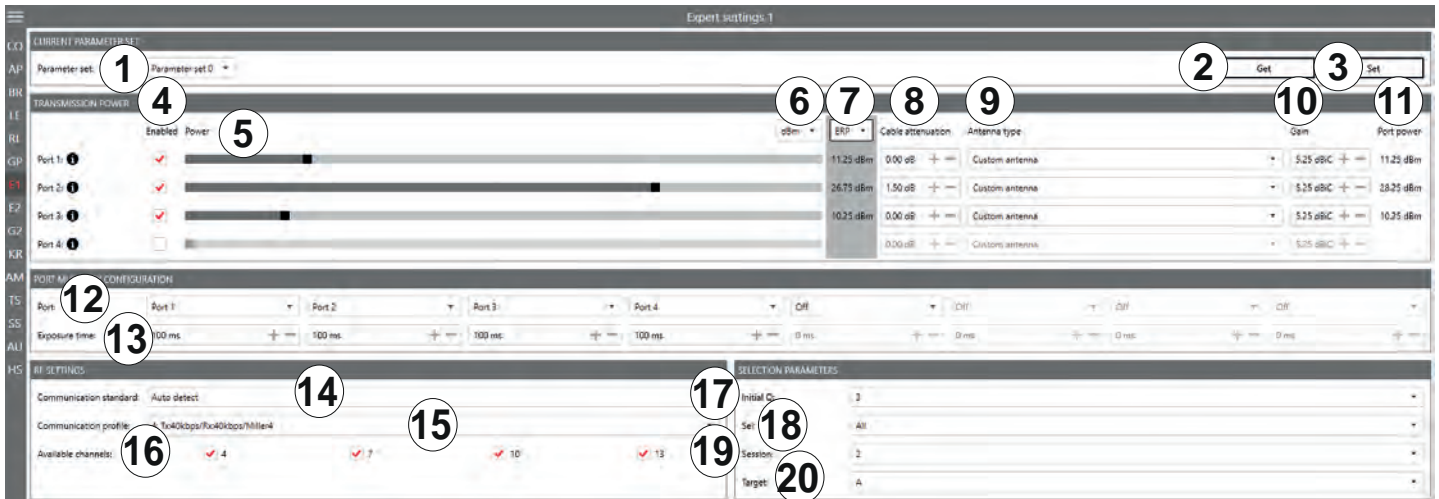 Expert settings 1
CO
AP
BR
LE
RI
GP
E1
E2
G2
KR
AM
TS
SS
AU
HS
CURRENT PARAMETER SET
Parameter set: 1 Parameter set 0 2 Get 3 Set
TRANSMISSION POWER 4 5 6 7 8 9 10 11
Enabled Power dBm ERP Cable attenuation Antenna type Gain Port power
Port 1: 11.25 dBm 0.00 dB + − Custom antenna 5.25 dBiC + − 11.25 dBm
Port 2: 26.75 dBm 1.50 dB + − Custom antenna 5.25 dBiC + − 28.25 dBm
Port 3: 10.25 dBm 0.00 dB + − Custom antenna 5.25 dBiC + − 10.25 dBm
Port 4: 0.00 dB + − Custom antenna 5.25 dBiC + −
PORT CONFIGURATION
Port 12 Port 1 Port 2 Port 3 Port 4 Off Off Off Off
Exposure time: 13 100 ms + − 100 ms + − 100 ms + − 100 ms + − 0 ms + − 0 ms + − 0 ms + − 0 ms + −
RF SETTINGS
Communication standard: Auto detect 14
Communication profile: Tx40kbps/Rx40kbps/Miller4 15
Available channels: 16 4 7 10 13
SELECTION PARAMETERS
17 Initial Q: 3
Sel 18 All
19 Session: 2
Target: 20 A